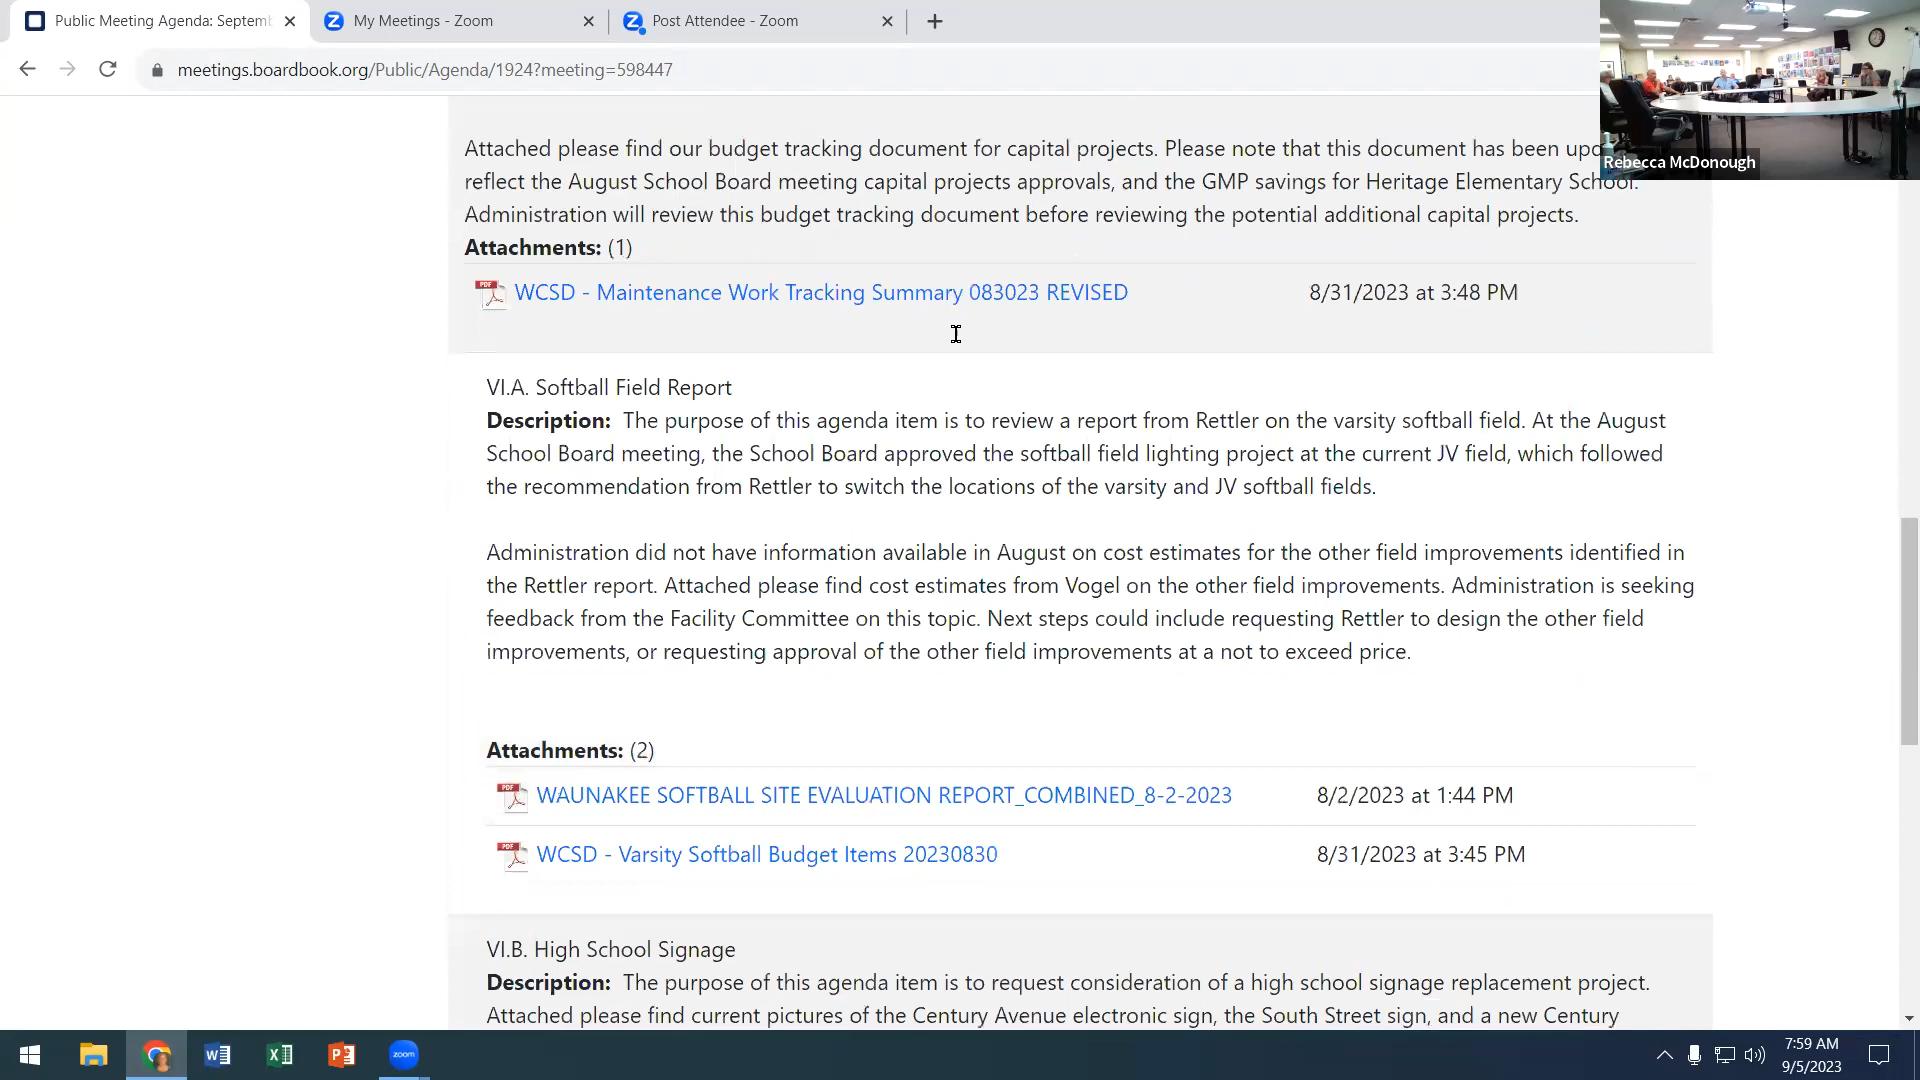 Public Meeting Agenda: Septemb
My Meetings - Zoom
Post Attendee - Zoom
meetings.boardbook.org/Public/Agenda/1924?meeting=598447
Rebecca McDonough
Attached please find our budget tracking document for capital projects. Please note that this document has been upd
reflect the August School Board meeting capital projects approvals, and the GMP savings for Heritage Elementary School.
Administration will review this budget tracking document before reviewing the potential additional capital projects.
Attachments: (1)
PDF WCSD - Maintenance Work Tracking Summary 083023 REVISED 8/31/2023 at 3:48 PM
VI.A. Softball Field Report
Description: The purpose of this agenda item is to review a report from Rettler on the varsity softball field. At the August
School Board meeting, the School Board approved the softball field lighting project at the current JV field, which followed
the recommendation from Rettler to switch the locations of the varsity and JV softball fields.
Administration did not have information available in August on cost estimates for the other field improvements identified in
the Rettler report. Attached please find cost estimates from Vogel on the other field improvements. Administration is seeking
feedback from the Facility Committee on this topic. Next steps could include requesting Rettler to design the other field
improvements, or requesting approval of the other field improvements at a not to exceed price.
Attachments: (2)
PDF WAUNAKEE SOFTBALL SITE EVALUATION REPORT_COMBINED_8-2-2023 8/2/2023 at 1:44 PM
PDF WCSD - Varsity Softball Budget Items 20230830 8/31/2023 at 3:45 PM
VI.B. High School Signage
Description: The purpose of this agenda item is to request consideration of a high school signage replacement project.
Attached please find current pictures of the Century Avenue electronic sign, the South Street sign, and a new Century
zoom
7:59 AM
9/5/2023